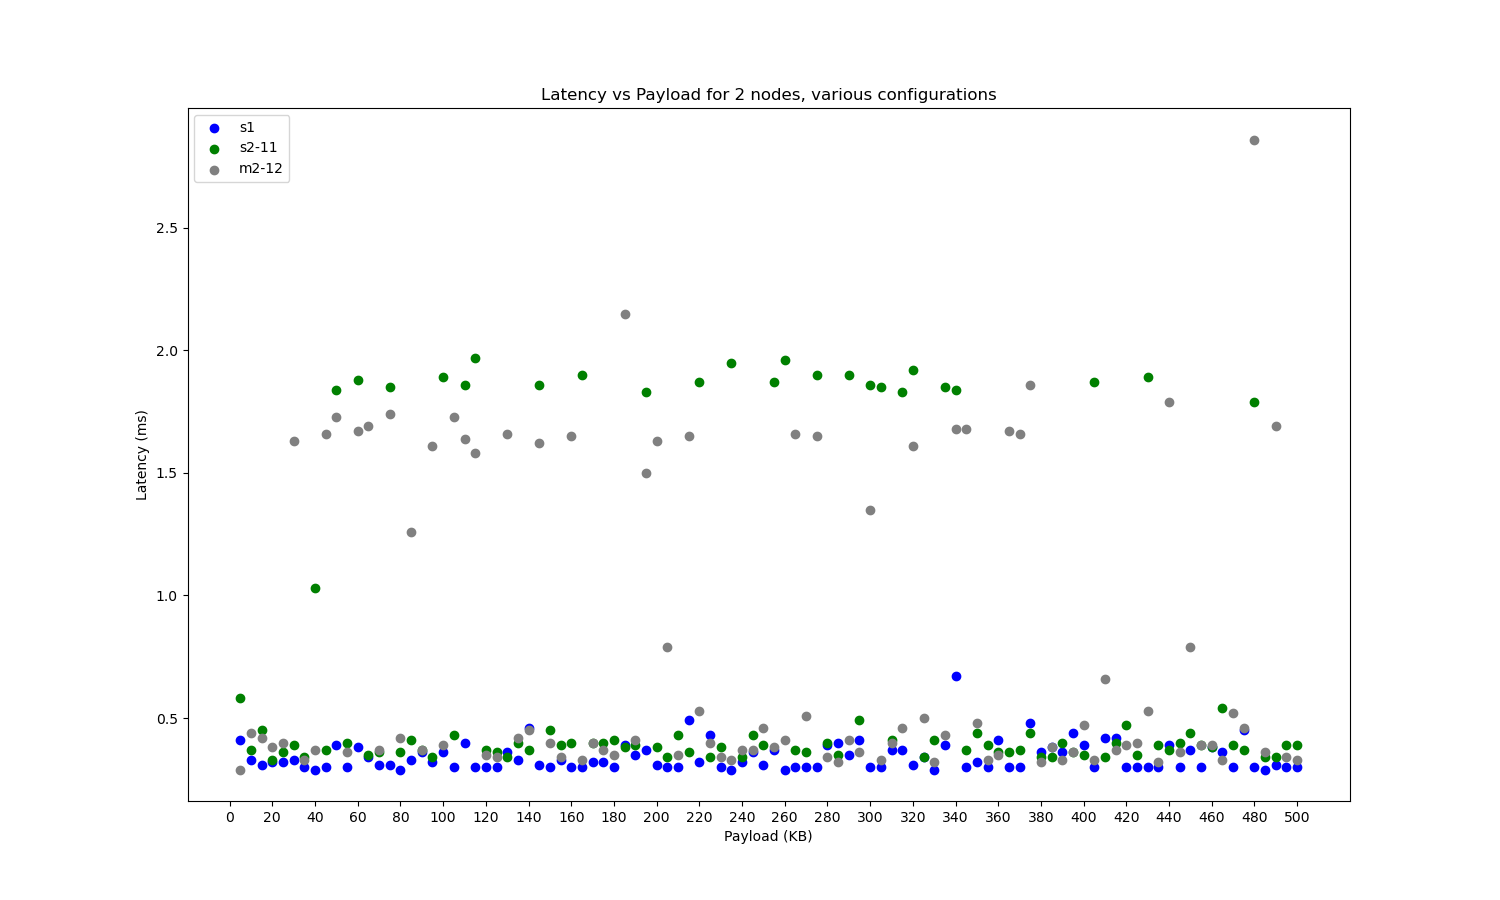 Latency vs Payload for 2 nodes, various configurations
s1
s2-11
m2-12
2.5
2.0
1.5
1.0
0.5
Latency (ms)
0 20 40 60 80 100 120 140 160 180 200 220 240 260 280 300 320 340 360 380 400 420 440 460 480 500
Payload (KB)